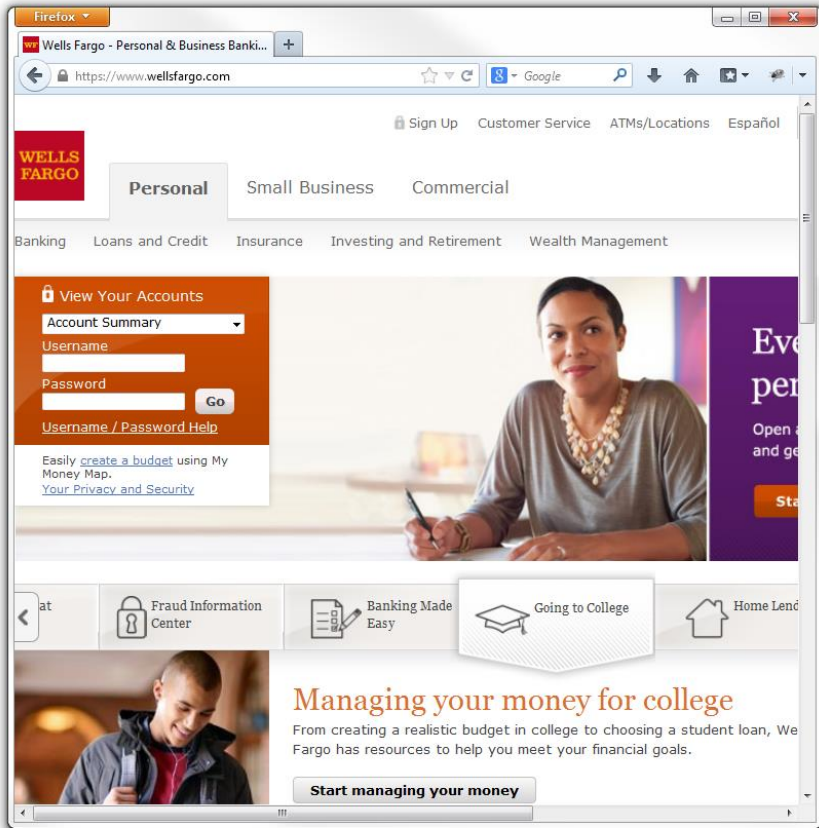 Firefox
Wells Fargo - Personal & Business Banki...
https://www.wellsfargo.com
Google
Sign Up Customer Service ATMs/Locations Español
WELLS
FARGO
Personal Small Business Commercial
Banking Loans and Credit Insurance Investing and Retirement Wealth Management
View Your Accounts
Account Summary
Username
Password
Go
Username / Password Help
Easily create a budget using My
Money Map.
Your Privacy and Security
Eve
per
Open a
and ge
Sta
at
Fraud Information
Center
Banking Made
Easy
Going to College
Home Lend
Managing your money for college
From creating a realistic budget in college to choosing a student loan, We
Fargo has resources to help you meet your financial goals.
Start managing your money